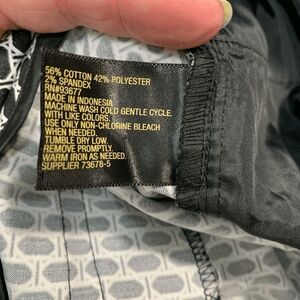 56% COTTON 42% POLYESTER
2% SPANDEX
RN#93677
MADE IN INDONESIA
MACHINE WASH COLD GENTLE CYCLE.
WITH LIKE COLORS.
USE ONLY NON-CHLORINE BLEACH
WHEN NEEDED.
TUMBLE DRY LOW.
REMOVE PROMPTLY.
WARM IRON AS NEEDED.
SUPPLIER 73678-5